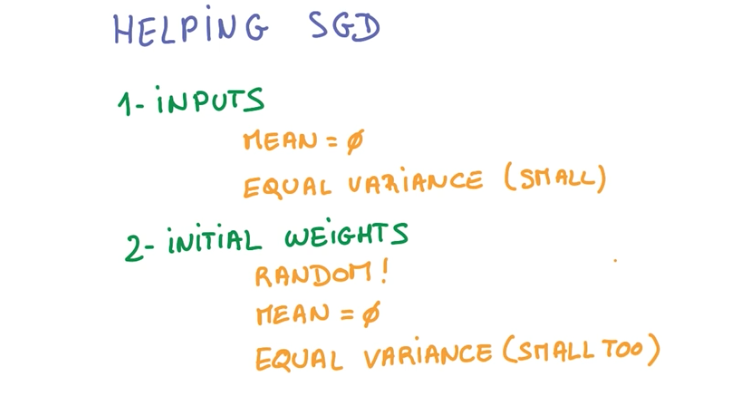 HELPING SGD
1- INPUTS
MEAN = ∅
EQUAL VARIANCE (SMALL)
2- INITIAL WEIGHTS
RANDOM!
MEAN = ∅
EQUAL VARIANCE (SMALL TOO)